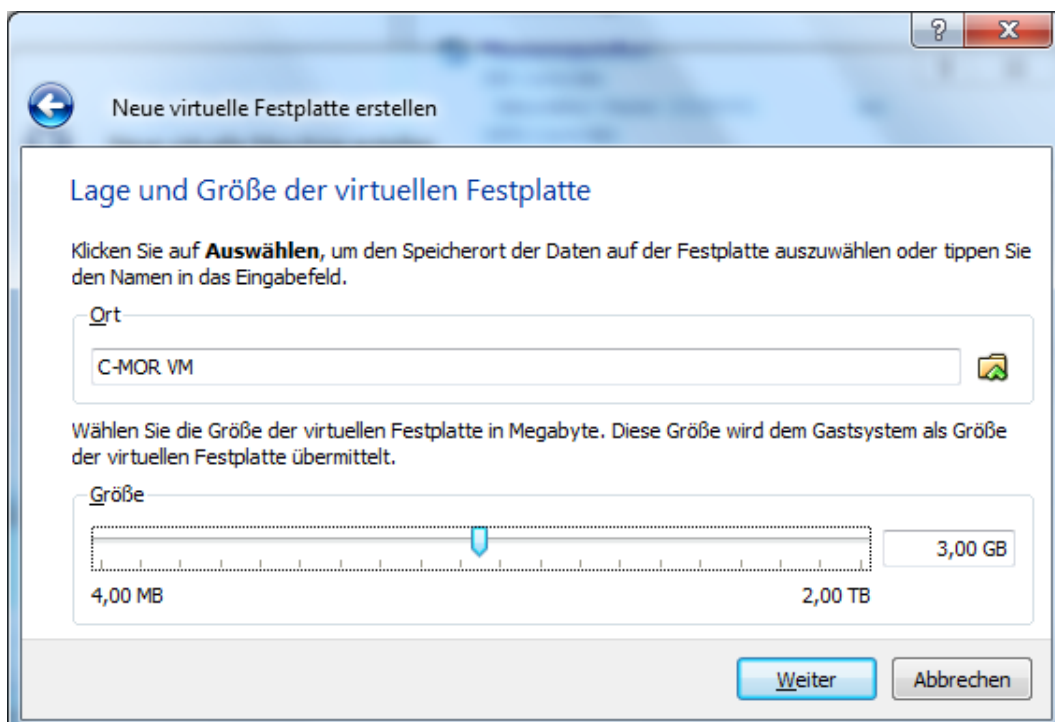 Neue virtuelle Festplatte erstellen
Lage und Größe der virtuellen Festplatte
Klicken Sie auf Auswählen, um den Speicherort der Daten auf der Festplatte auszuwählen oder tippen Sie
den Namen in das Eingabefeld.
Ort
C-MOR VM
Wählen Sie die Größe der virtuellen Festplatte in Megabyte. Diese Größe wird dem Gastsystem als Größe
der virtuellen Festplatte übermittelt.
Größe
3,00 GB
4,00 MB 2,00 TB
Weiter Abbrechen